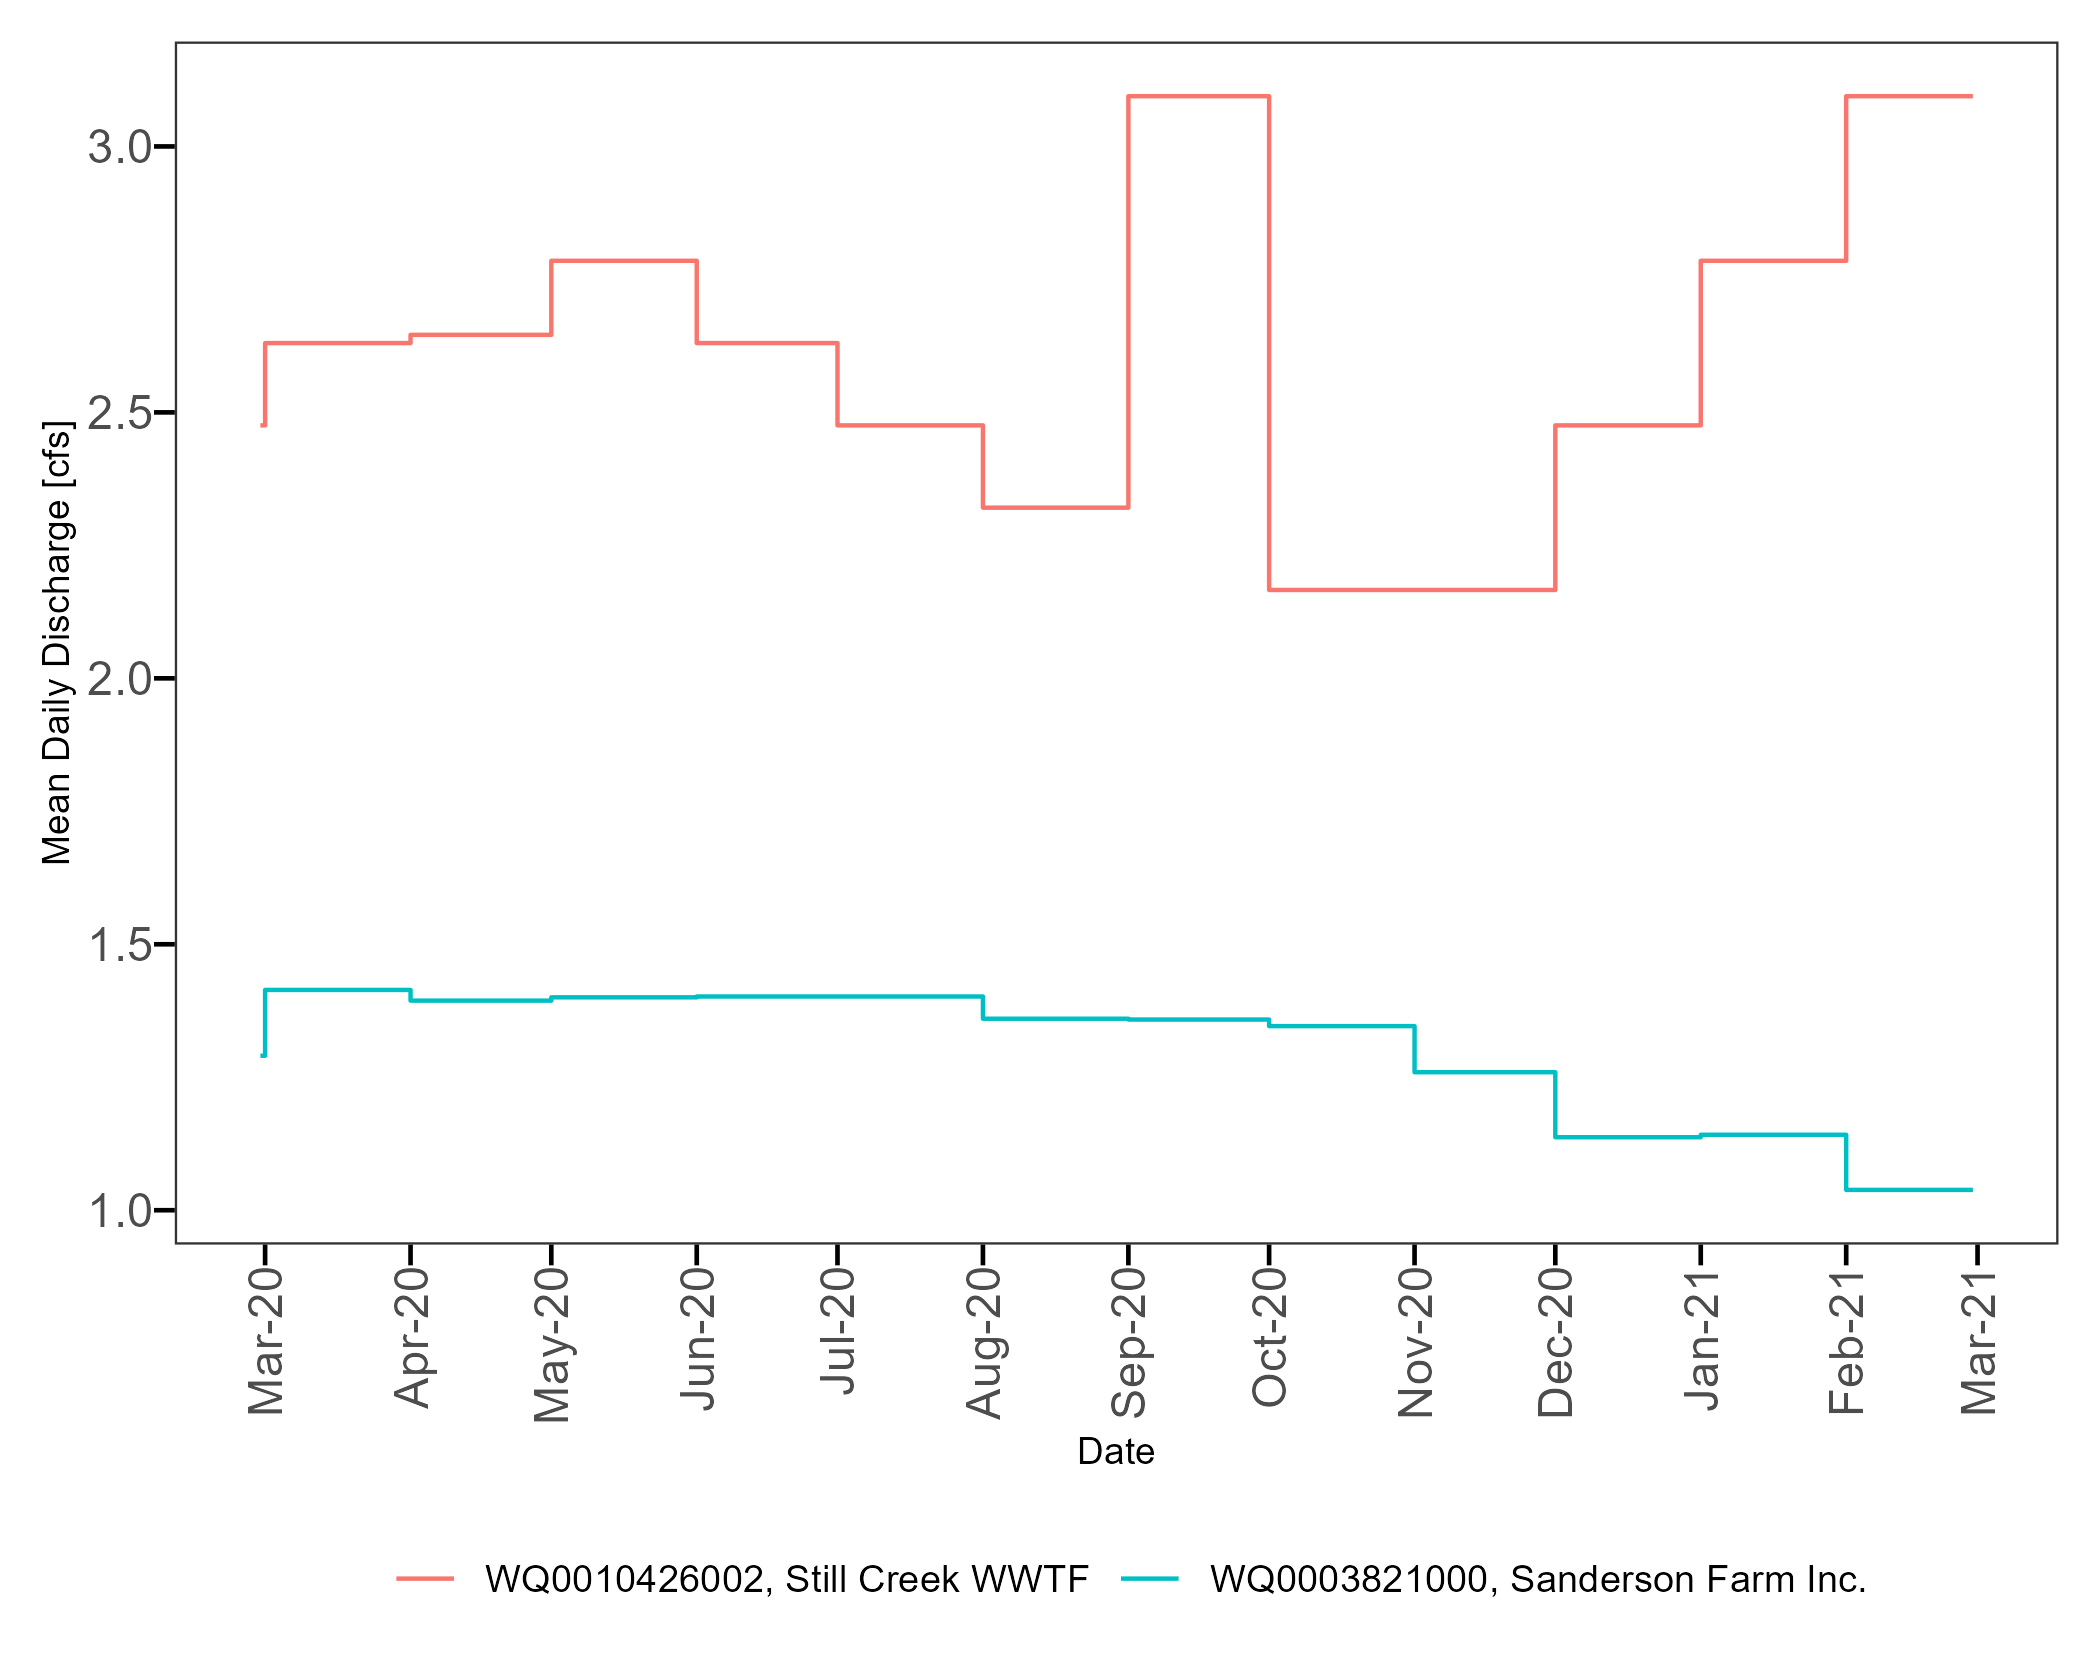 Mean Daily Discharge [cfs]
3.0
2.5
2.0
1.5
1.0
Mar-20
Apr-20
May-20
Jun-20
Jul-20
Aug-20
Sep-20
Oct-20
Nov-20
Dec-20
Jan-21
Feb-21
Mar-21
Date
WQ0010426002, Still Creek WWTF
WQ0003821000, Sanderson Farm Inc.